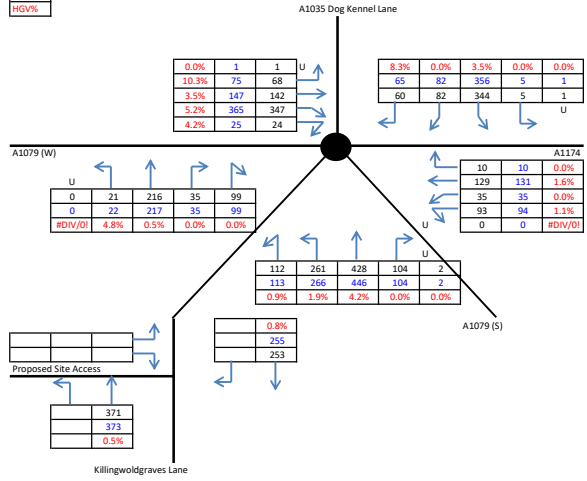 HGV%
A1035 Dog Kennel Lane
0.0% 1 1 U
10.3% 75 68
3.5% 147 142
5.2% 365 347
4.2% 25 24
8.3% 0.0% 3.5% 0.0% 0.0%
65 82 356 5 1
60 82 344 5 1
U
A1079 (W)
A1174
U
0 21 216 35 99
0 22 217 35 99
#DIV/0! 4.8% 0.5% 0.0% 0.0%
10 10 0.0%
129 131 1.6%
35 35 0.0%
93 94 1.1%
U 0 0 #DIV/0!
U
112 261 428 104 2
113 266 446 104 2
0.9% 1.9% 4.2% 0.0% 0.0%
A1079 (S)
0.8%
255
253
Proposed Site Access
371
373
0.5%
Killingwoldgraves Lane